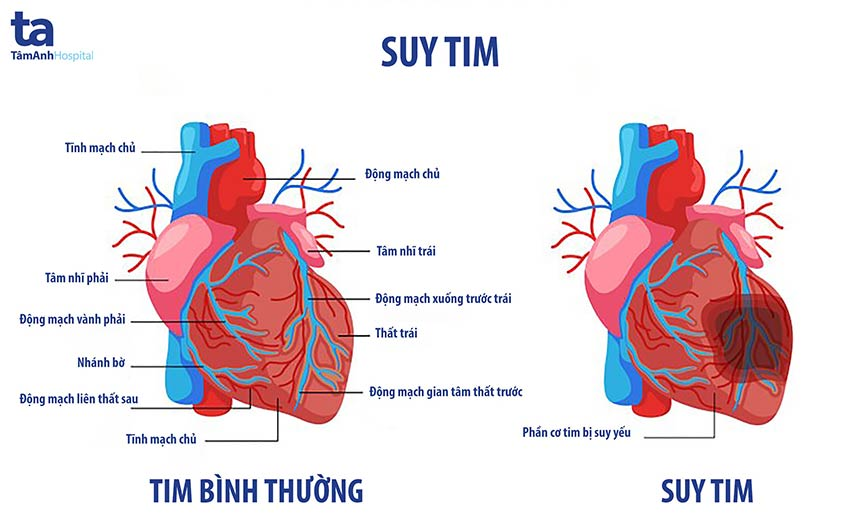 ta
TâmAnhHospital
SUY TIM
Tĩnh mạch chủ
Động mạch chủ
Tâm nhĩ trái
Tâm nhĩ phải
Động mạch xuống trước trái
Động mạch vành phải
Thất trái
Nhánh bờ
Động mạch liên thất sau
Động mạch gian tâm thất trước
Tĩnh mạch chủ
Phần cơ tim bị suy yếu
TIM BÌNH THƯỜNG
SUY TIM